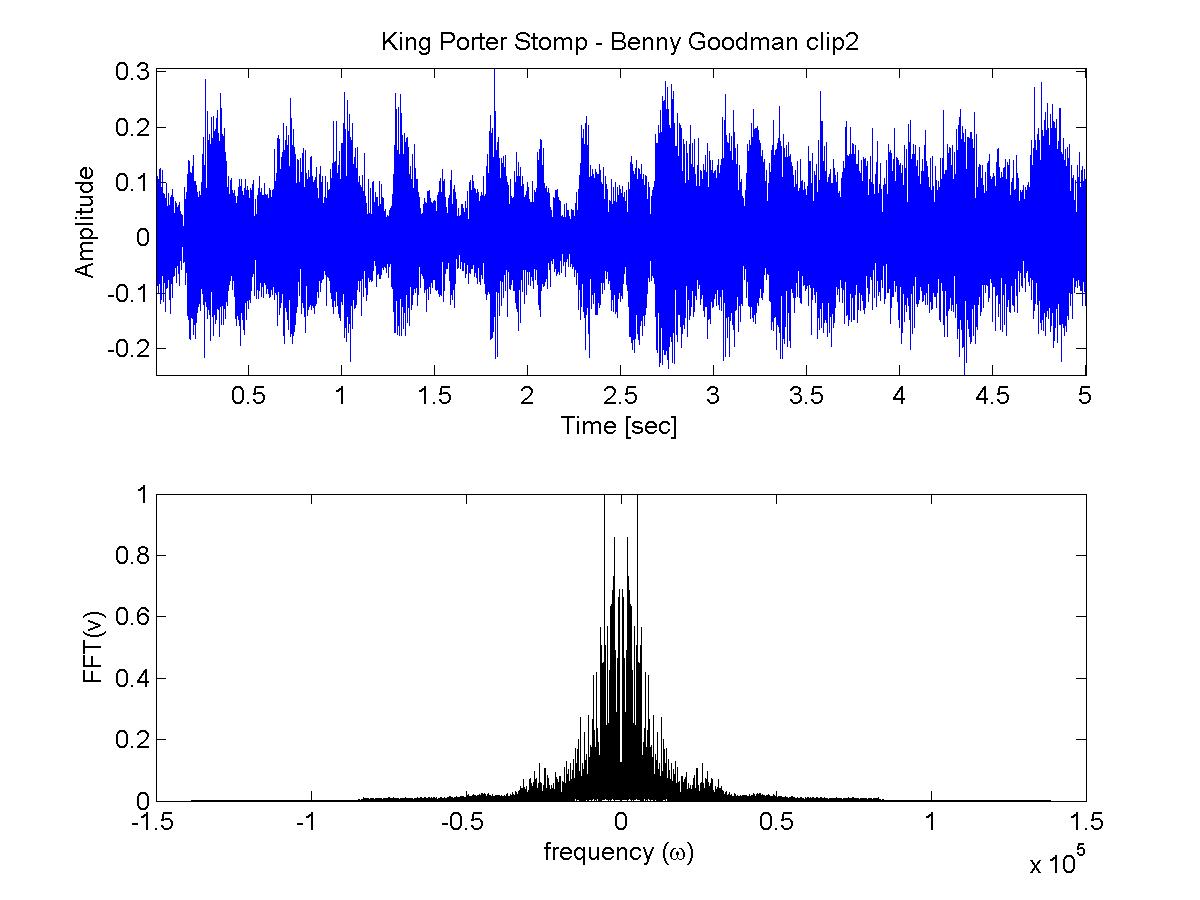 King Porter Stomp - Benny Goodman clip2
0.3
0.2
0.1
0
-0.1
-0.2
Amplitude
0.5 1 1.5 2 2.5 3 3.5 4 4.5 5
Time [sec]
1
0.8
0.6
0.4
0.2
0
FFT(v)
-1.5 -1 -0.5 0 0.5 1 1.5
frequency (ω)
x 10^5